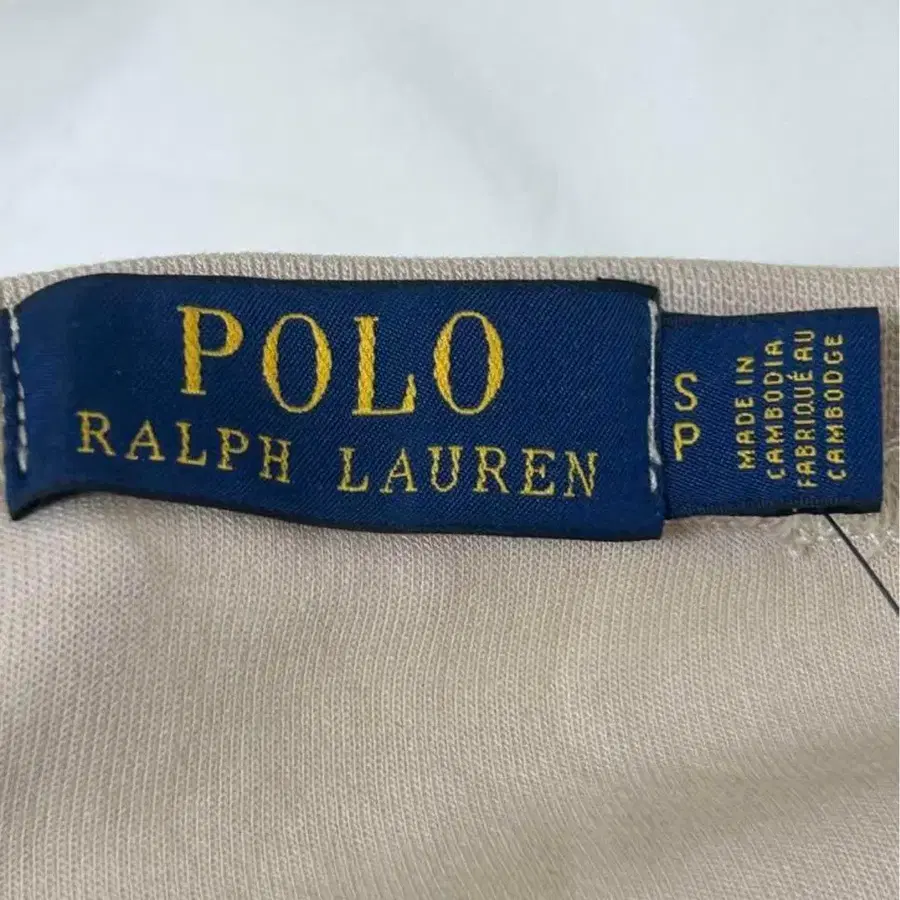 POLO
RALPH LAUREN
S
P
MADE IN
CAMBODIA
FABRIQUÉ AU
CAMBODGE